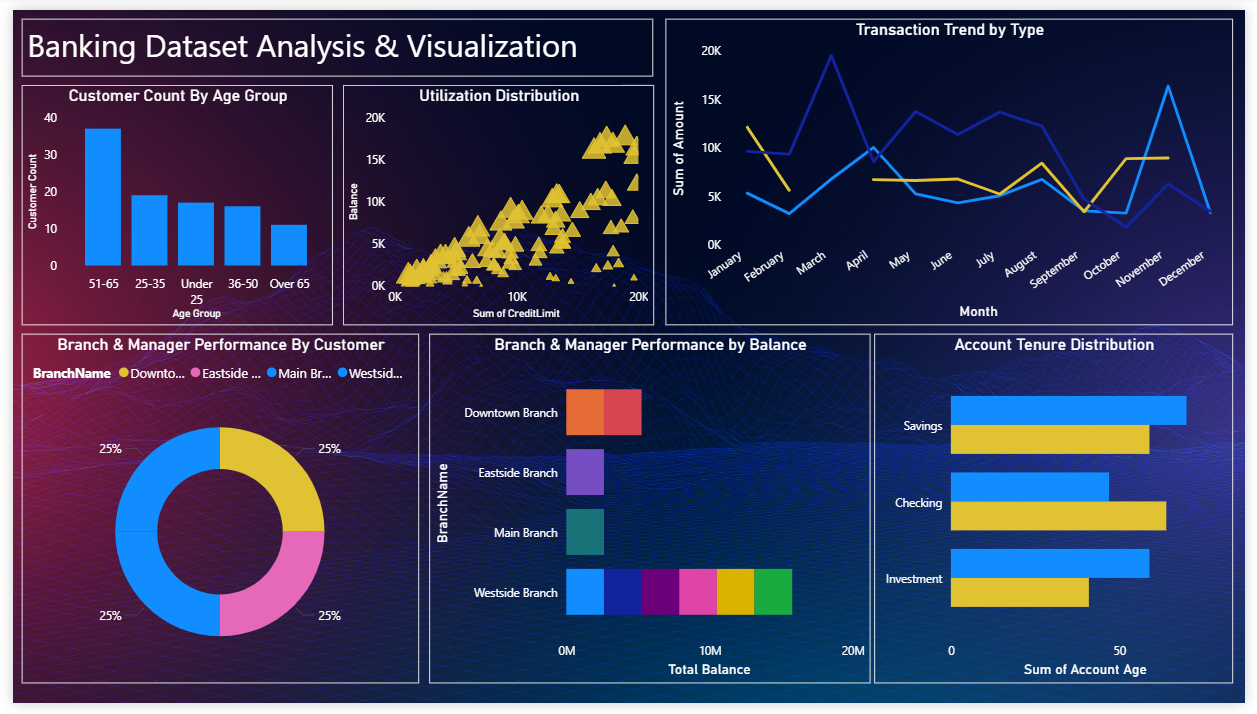 Banking Dataset Analysis & Visualization
Customer Count By Age Group
Customer Count
40
30
20
10
0
51-65
25-35
Under
25
36-50
Over 65
Age Group
Utilization Distribution
Balance
20K
15K
10K
5K
0K
0K
10K
20K
Sum of CreditLimit
Transaction Trend by Type
Sum of Amount
20K
15K
10K
5K
0K
January
February
March
April
May
June
July
August
September
October
November
December
Month
Branch & Manager Performance By Customer
BranchName Downto... Eastside ... Main Br... Westsid...
25%
25%
25%
25%
Branch & Manager Performance by Balance
BranchName
Downtown Branch
Eastside Branch
Main Branch
Westside Branch
0M
10M
20M
Total Balance
Account Tenure Distribution
Savings
Checking
Investment
0
50
Sum of Account Age